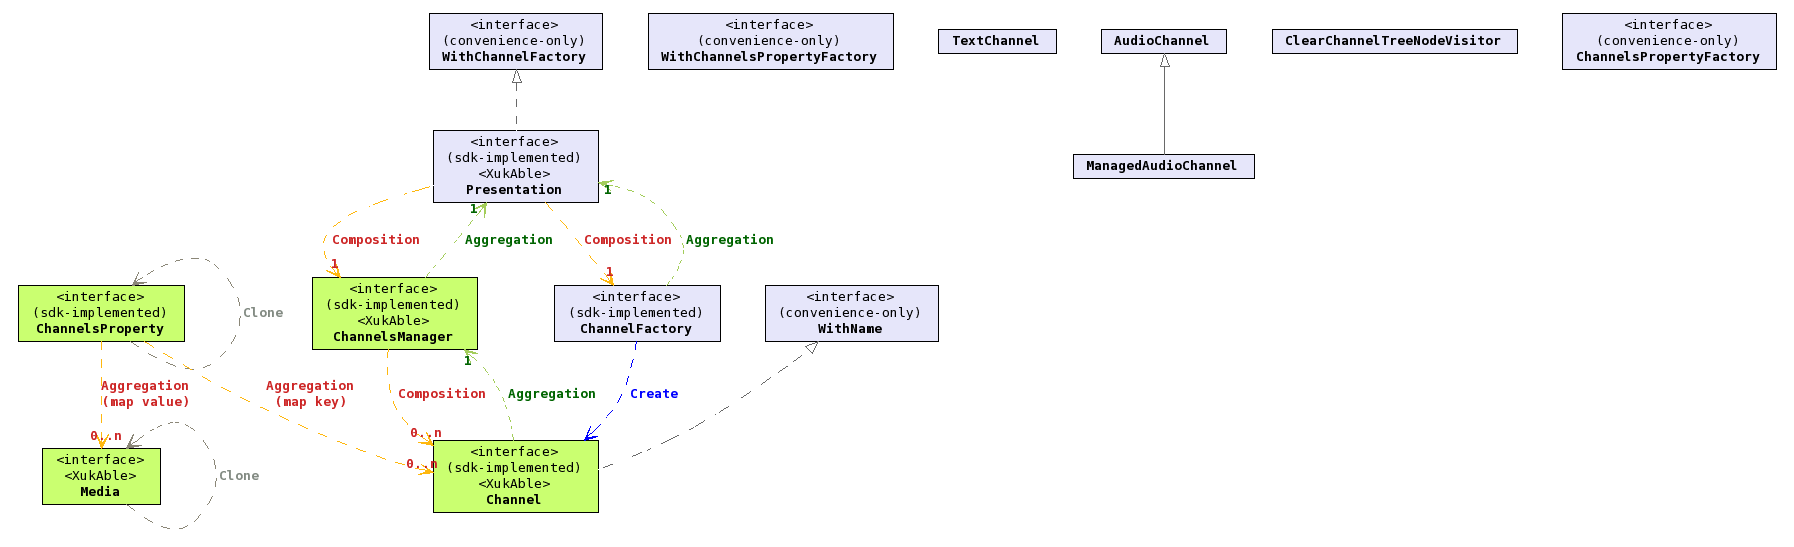 <interface>
(convenience-only)
WithChannelFactory
<interface>
(convenience-only)
WithChannelsPropertyFactory
TextChannel
AudioChannel
ClearChannelTreeNodeVisitor
<interface>
(convenience-only)
ChannelsPropertyFactory
<interface>
(sdk-implemented)
<XukAble>
Presentation
ManagedAudioChannel
1
1
Composition
Aggregation
Composition
Aggregation
1
1
<interface>
(sdk-implemented)
ChannelsProperty
Clone
<interface>
(sdk-implemented)
<XukAble>
ChannelsManager
<interface>
(sdk-implemented)
ChannelFactory
<interface>
(convenience-only)
WithName
1
Aggregation
(map value)
Aggregation
(map key)
Composition
Aggregation
Create
0..n
0..n
0..n
<interface>
<XukAble>
Media
Clone
<interface>
(sdk-implemented)
<XukAble>
Channel